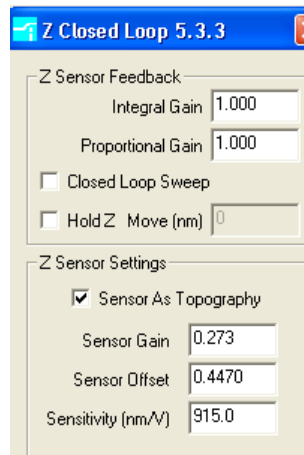 Z Closed Loop 5.3.3
Z Sensor Feedback
Integral Gain 1.000
Proportional Gain 1.000
Closed Loop Sweep
Hold Z Move (nm) 0
Z Sensor Settings
Sensor As Topography
Sensor Gain 0.273
Sensor Offset 0.4470
Sensitivity (nm/V) 915.0